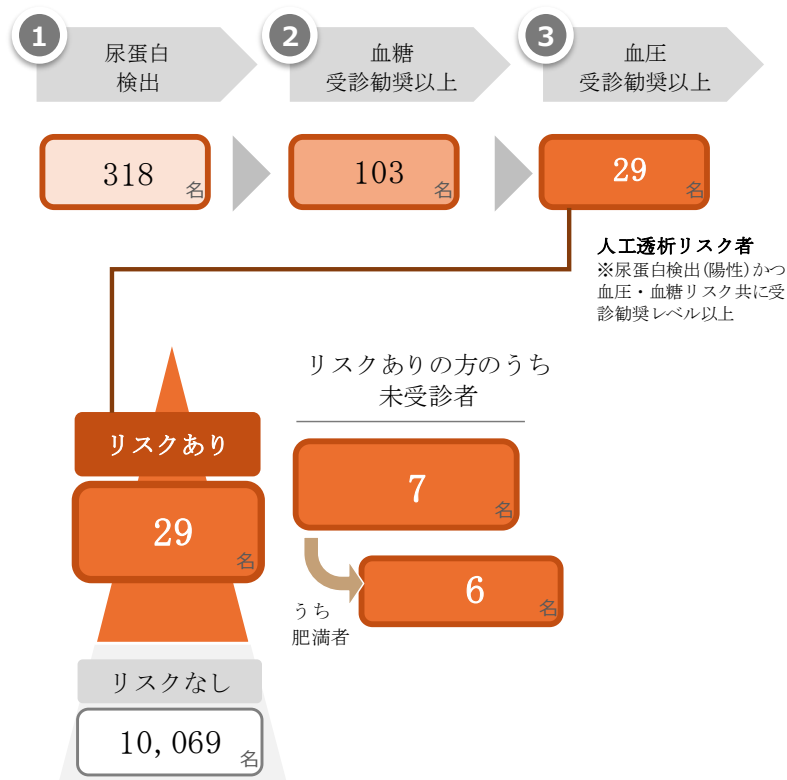 1
尿蛋白
検出
2
血糖
受診勧奨以上
3
血圧
受診勧奨以上
318
名
103
名
29
名
人工透析リスク者
※尿蛋白検出(陽性)かつ
血圧・血糖リスク共に受
診勧奨レベル以上
リスクありの方のうち
未受診者
リスクあり
29
名
7
名
うち
肥満者
6
名
リスクなし
10,069
名